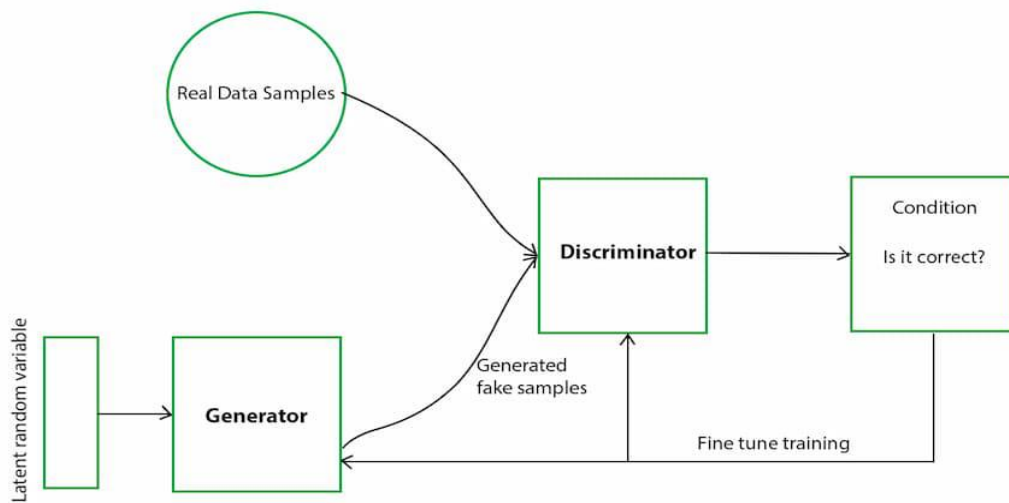 Real Data Samples
Condition
Is it correct?
Discriminator
Generated
fake samples
Latent random variable
Generator
Fine tune training